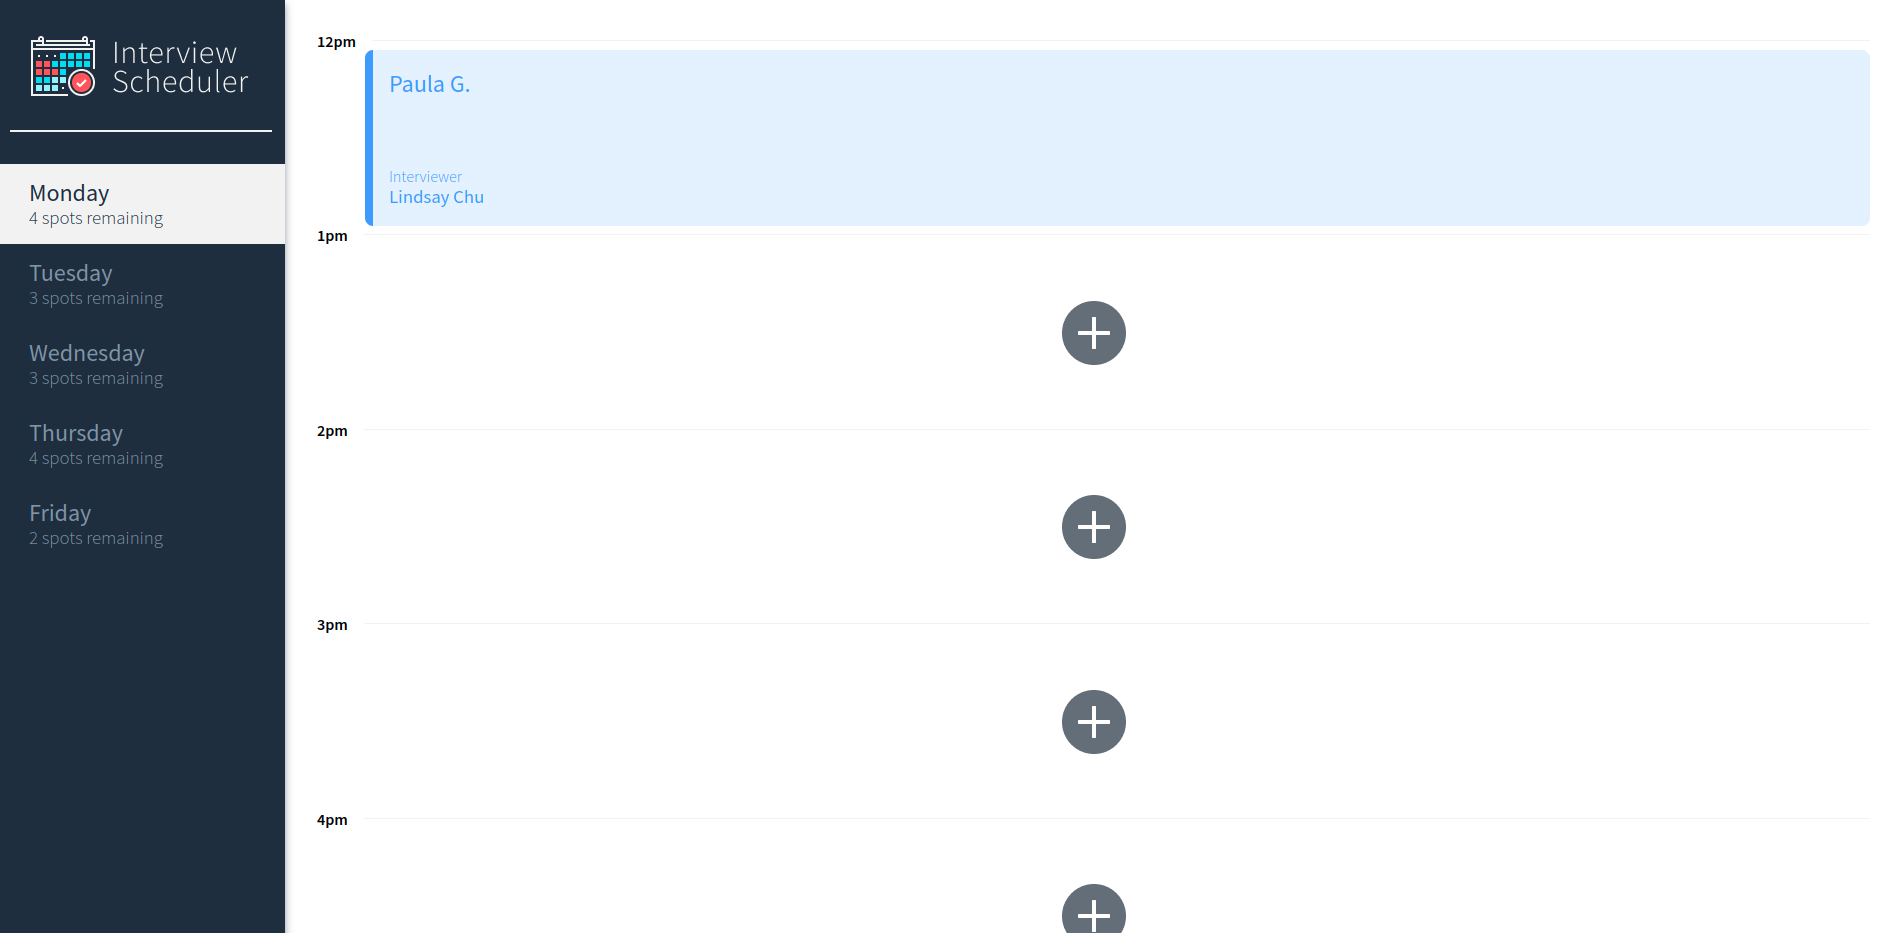 Interview
Scheduler
Monday
4 spots remaining
Tuesday
3 spots remaining
Wednesday
3 spots remaining
Thursday
4 spots remaining
Friday
2 spots remaining
12pm
Paula G.
Interviewer
Lindsay Chu
1pm
2pm
3pm
4pm